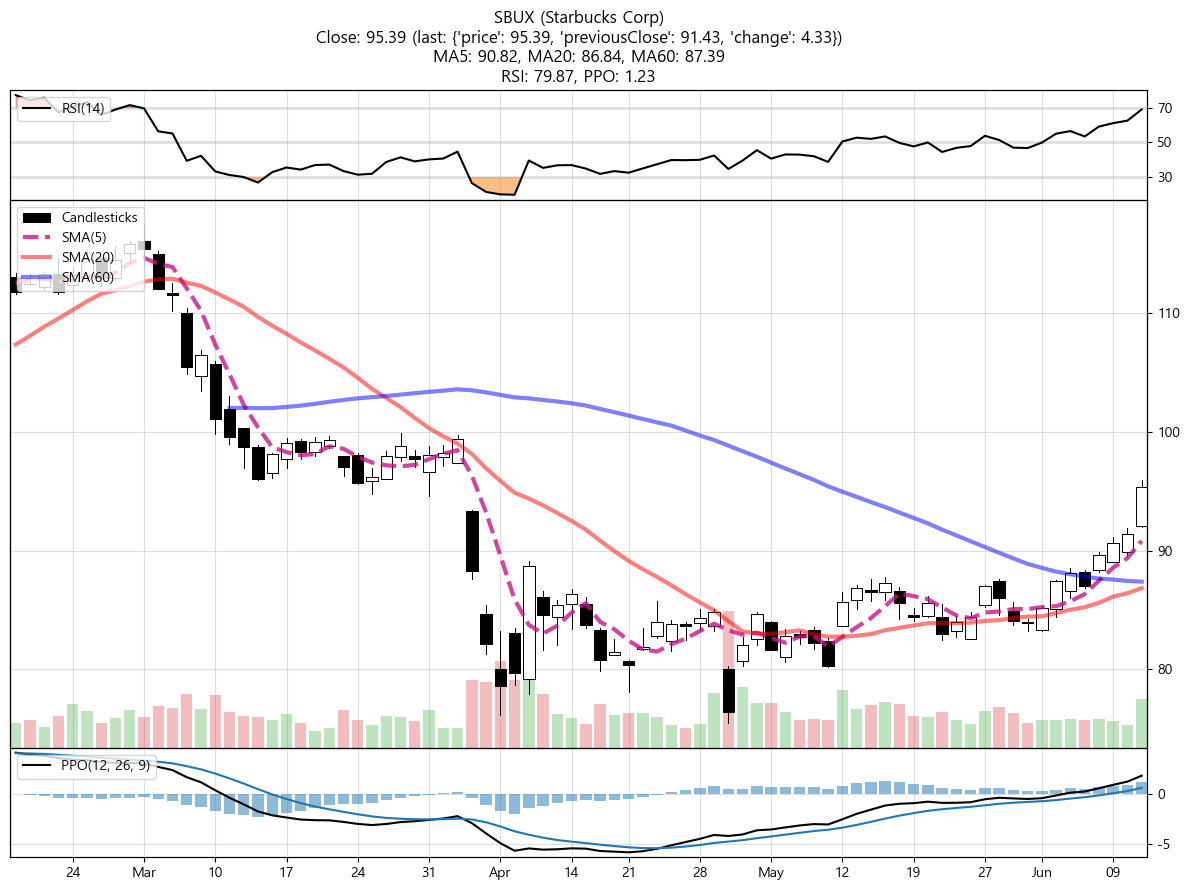 SBUX (Starbucks Corp)
Close: 95.39 (last: {'price': 95.39, 'previousClose': 91.43, 'change': 4.33})
MA5: 90.82, MA20: 86.84, MA60: 87.39
RSI: 79.87, PPO: 1.23
RSI(14)
70
50
30
Candlesticks
SMA(5)
SMA(20)
SMA(60)
110
100
90
80
PPO(12, 26, 9)
0
-5
24 Mar 10 17 24 31 Apr 14 21 28 May 12 19 27 Jun 09